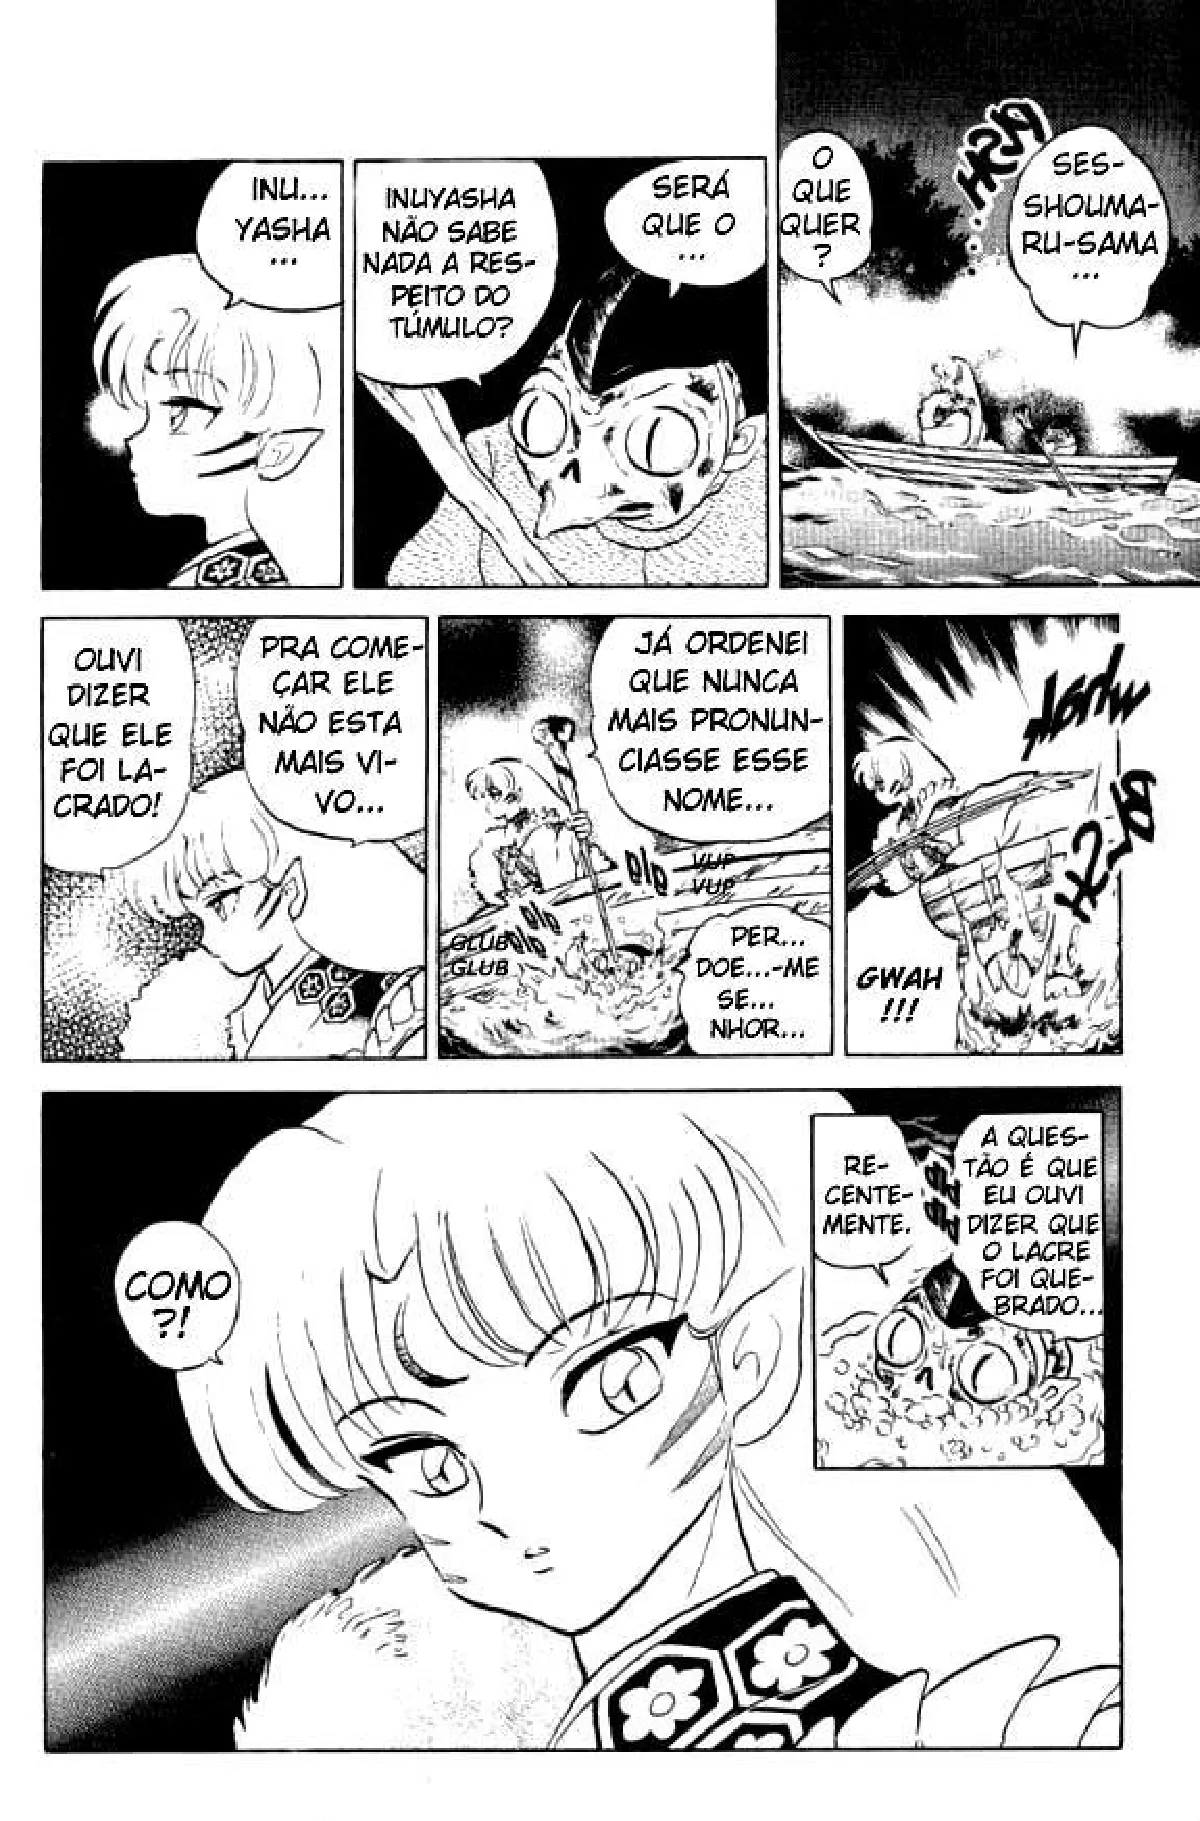 SES-
SHOUMA-
RU-SAMA
...
O
QUE
QUER
?
SERÁ
QUE O
...
INUYASHA
NÃO SABE
NADA A RES-
PEITO DO
TÚMULO?
INU...
YASHA
...
GWAH
!!!
JÁ ORDENEI
QUE NUNCA
MAIS PRONUN-
CIASSE ESSE
NOME...
VUP
VUP
GLUB
GLUB
PER...
DOE...-ME
SE...
NHOR...
PRA COME-
ÇAR ELE
NÃO ESTA
MAIS VI-
VO...
OUVI
DIZER
QUE ELE
FOI LA-
CRADO!
A QUES-
TÃO É QUE
EU OUVI
DIZER QUE
O LACRE
FOI QUE-
BRADO...
RE-
CENTE-
MENTE.
COMO
?!